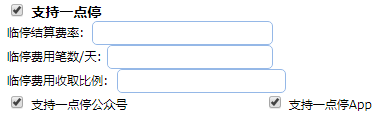 支持一点停
临停结算费率：
临停费用笔数/天：
临停费用收取比例：
支持一点停公众号 支持一点停App